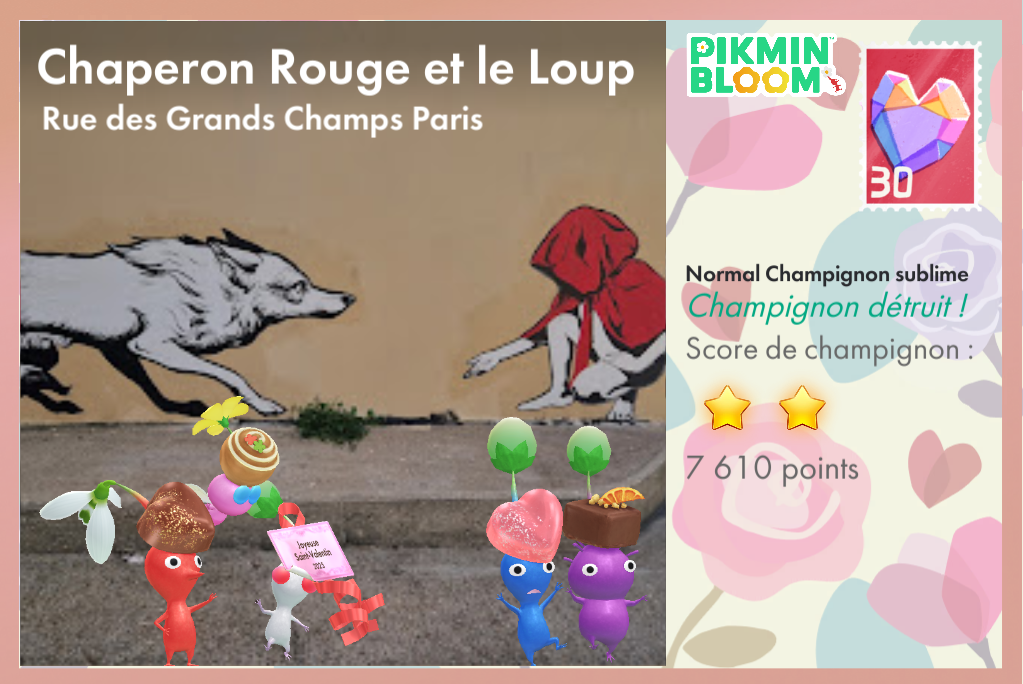 Chaperon Rouge et le Loup
Rue des Grands Champs Paris
PIKMIN
BLOOM
30
Normal Champignon sublime
Champignon détruit !
Score de champignon :
7 610 points
Joyeuse
Saint-Valentin
2023